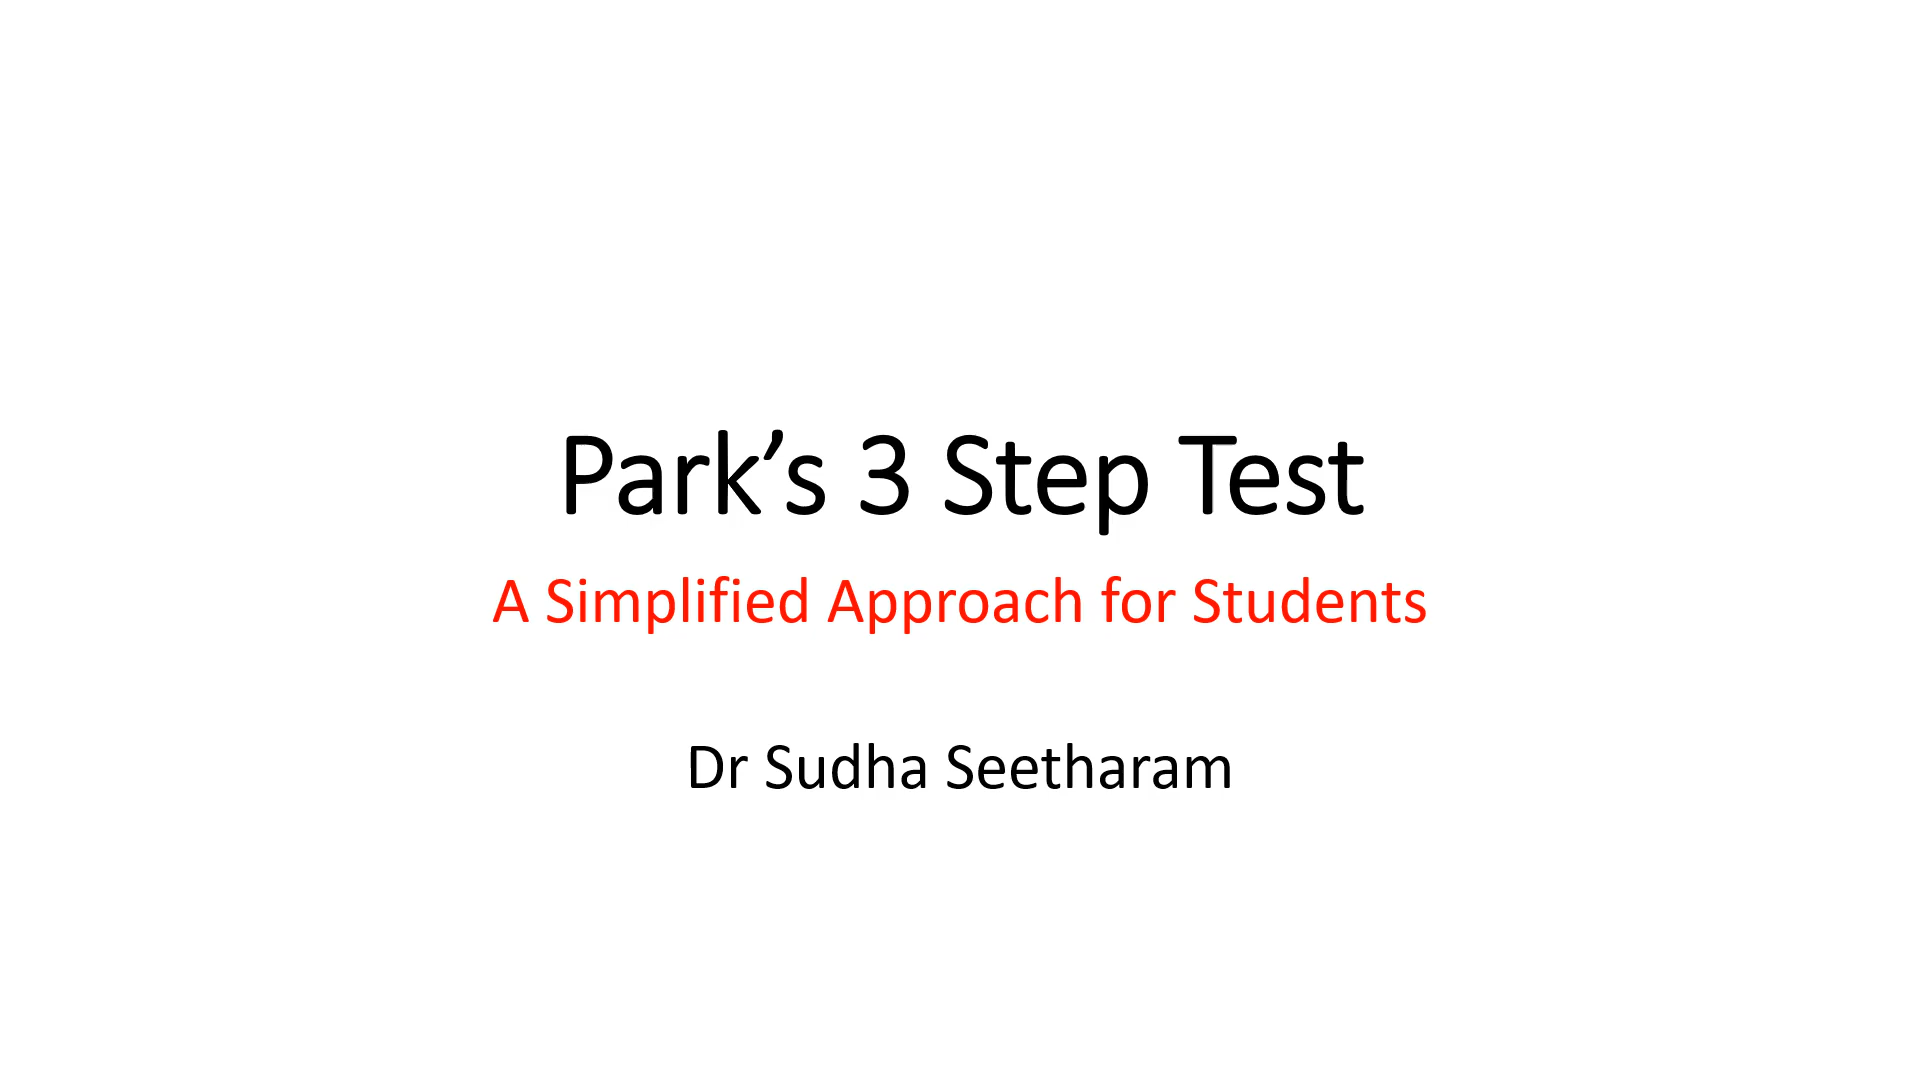 Park’s 3 Step Test
A Simplified Approach for Students
Dr Sudha Seetharam